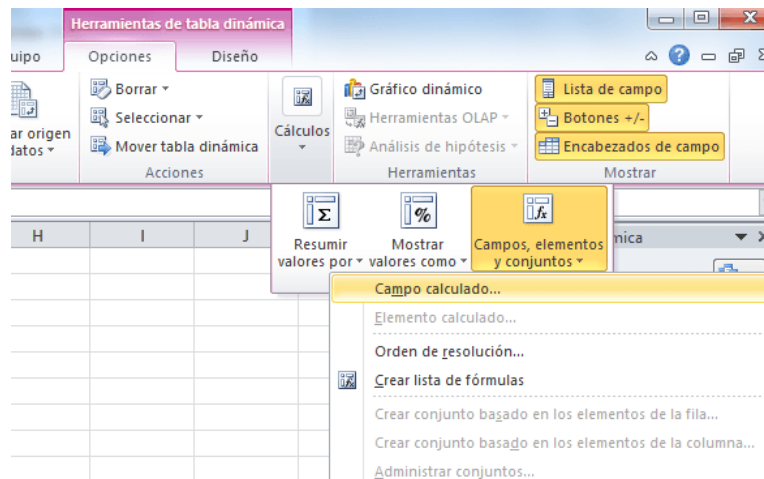 Herramientas de tabla dinámica
uipo Opciones Diseño
Borrar
Seleccionar
Mover tabla dinámica
Acciones
ar origen
datos
Cálculos
Gráfico dinámico
Herramientas OLAP
Análisis de hipótesis
Herramientas
Lista de campo
Botones +/-
Encabezados de campo
Mostrar
H I J
Resumir
valores por
Mostrar
valores como
Campos, elementos
y conjuntos
mica
Campo calculado...
Elemento calculado...
Orden de resolución...
Crear lista de fórmulas
Crear conjunto basado en los elementos de la fila...
Crear conjunto basado en los elementos de la columna...
Administrar conjuntos...